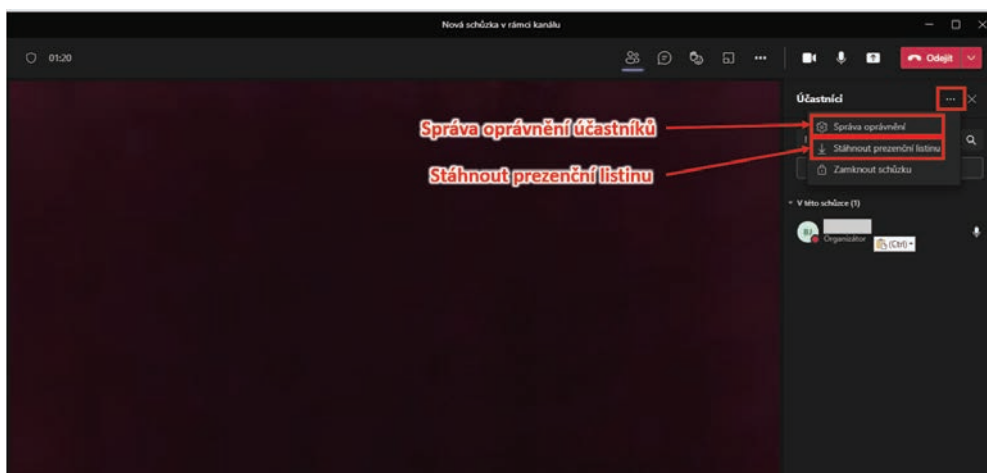 Nová schůzka v rámci kanálu
01:20
Odejít
Účastníci
Správa oprávnění účastníků
Správa oprávnění
Stáhnout prezenční listinu
Stáhnout prezenční listinu
Zamknout schůzku
V této schůzce (1)
BJ
Organizátor
(Ctrl)